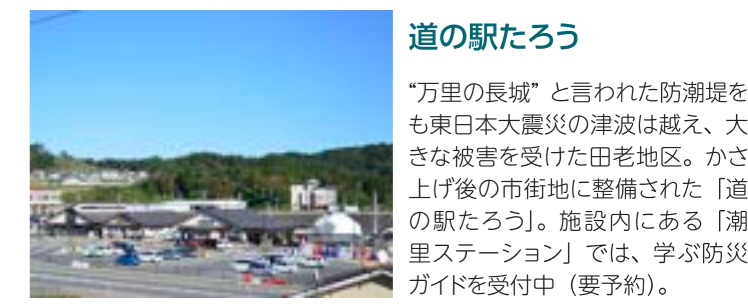 道の駅たろう
“万里の長城”と言われた防潮堤を
も東日本大震災の津波は越え、大
きな被害を受けた田老地区。かさ
上げ後の市街地に整備された「道
の駅たろう」。施設内にある「潮
里ステーション」では、学ぶ防災
ガイドを受付中（要予約）。